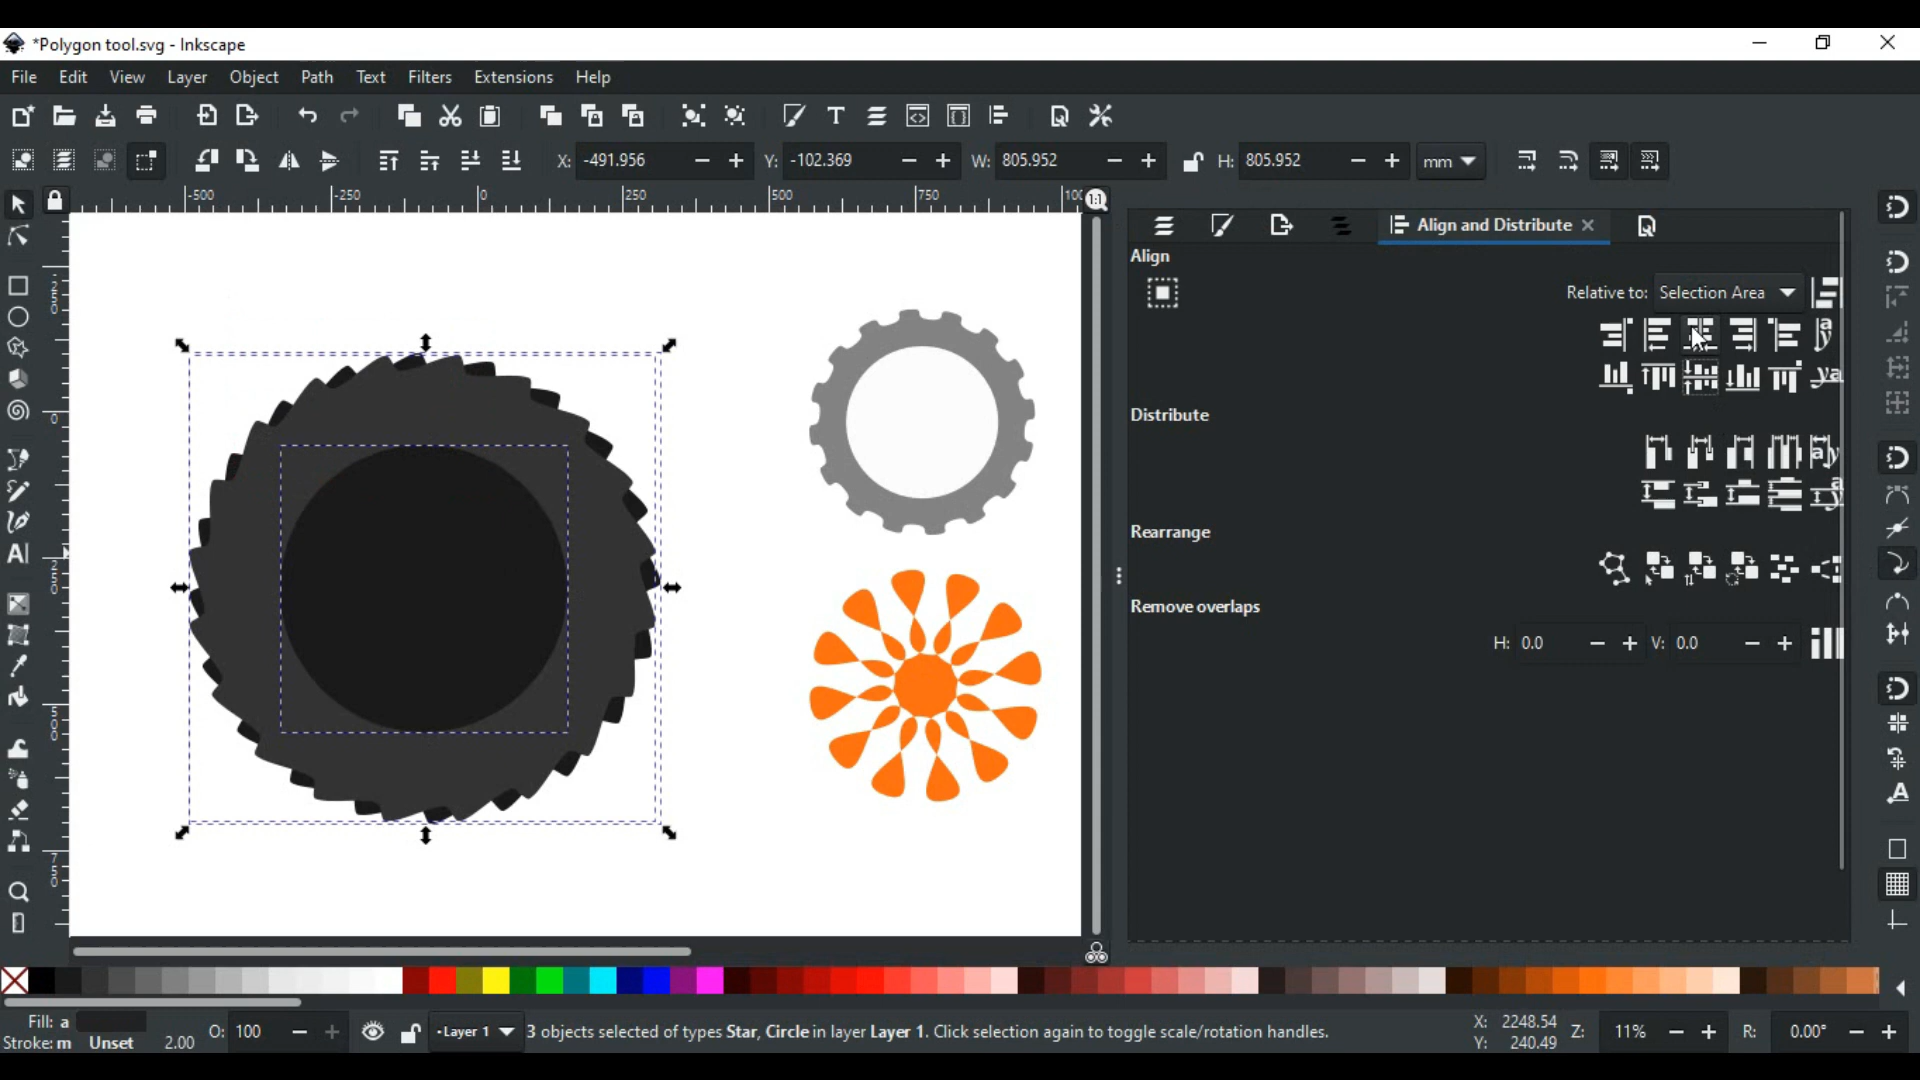 *Polygon tool.svg - Inkscape
File Edit View Layer Object Path Text Filters Extensions Help
X: -491.956 Y: -102.369 W: 805.952 H: 805.952 mm
-500 -250 0 250 500 750 100
1:1
Align and Distribute
Align
Relative to: Selection Area
Distribute
Rearrange
Remove overlaps
H: 0.0 V: 0.0
Fill: a
Stroke: m Unset 2.00
O: 100
Layer 1
3 objects selected of types Star, Circle in layer Layer 1. Click selection again to toggle scale/rotation handles.
X: 2248.54
Y: 240.49
Z: 11%
R: 0.00°